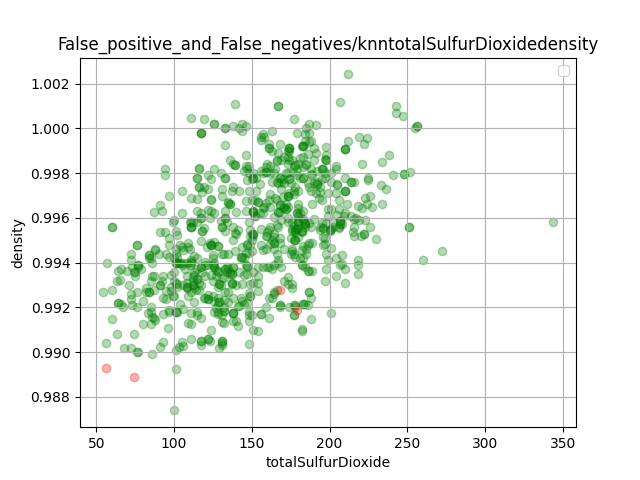 False_positive_and_False_negatives/knntotalSulfurDioxidedensity
1.002
1.000
0.998
0.996
0.994
0.992
0.990
0.988
density
50 100 150 200 250 300 350
totalSulfurDioxide